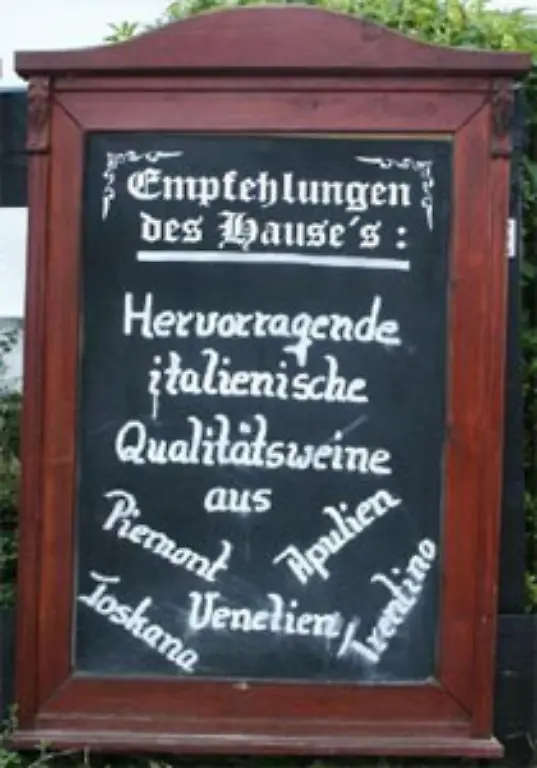 Empfehlungen
des Hause´s :
Hervorragende
italienische
Qualitätsweine
aus
Piemont
Apulien
Toskana
Venetien
Trentino